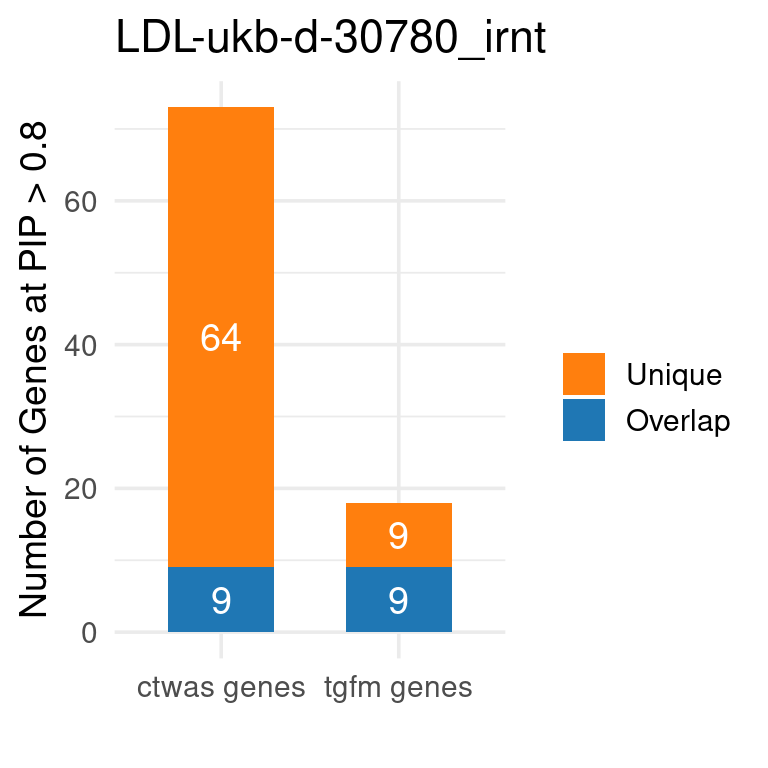 LDL-ukb-d-30780_irnt
Number of Genes at PIP > 0.8
60
40
20
0
64
9
9
9
ctwas genes
tgfm genes
Unique
Overlap